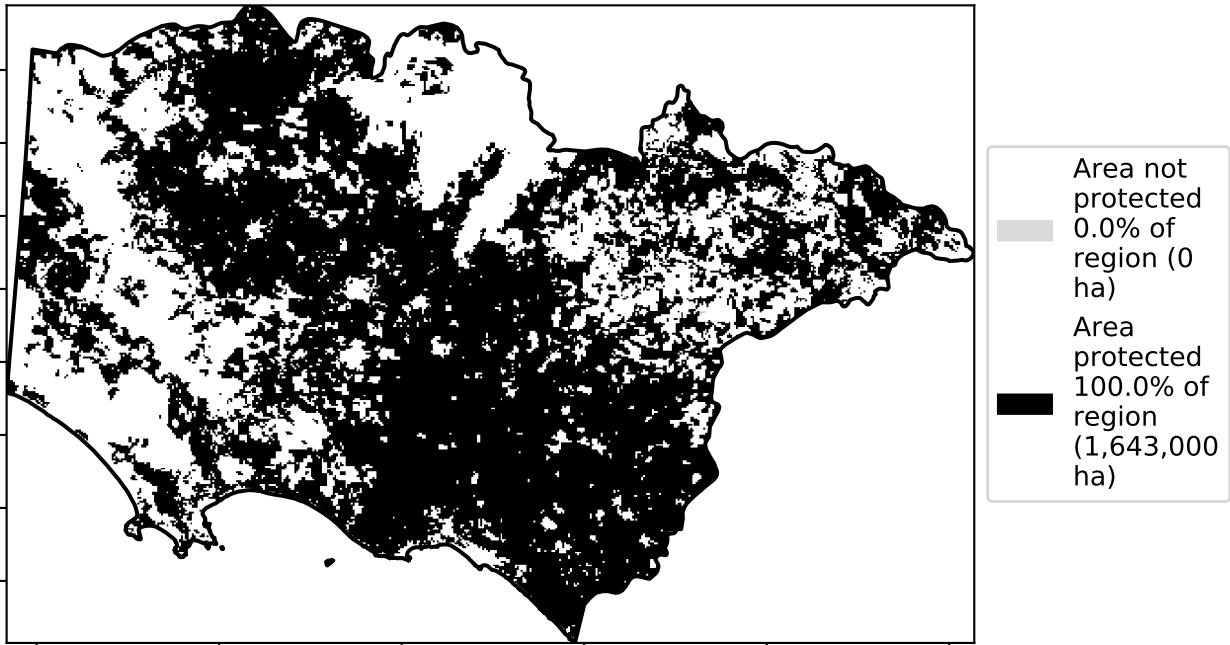 Area not
protected
0.0% of
region (0
ha)
Area
protected
100.0% of
region
(1,643,000
ha)